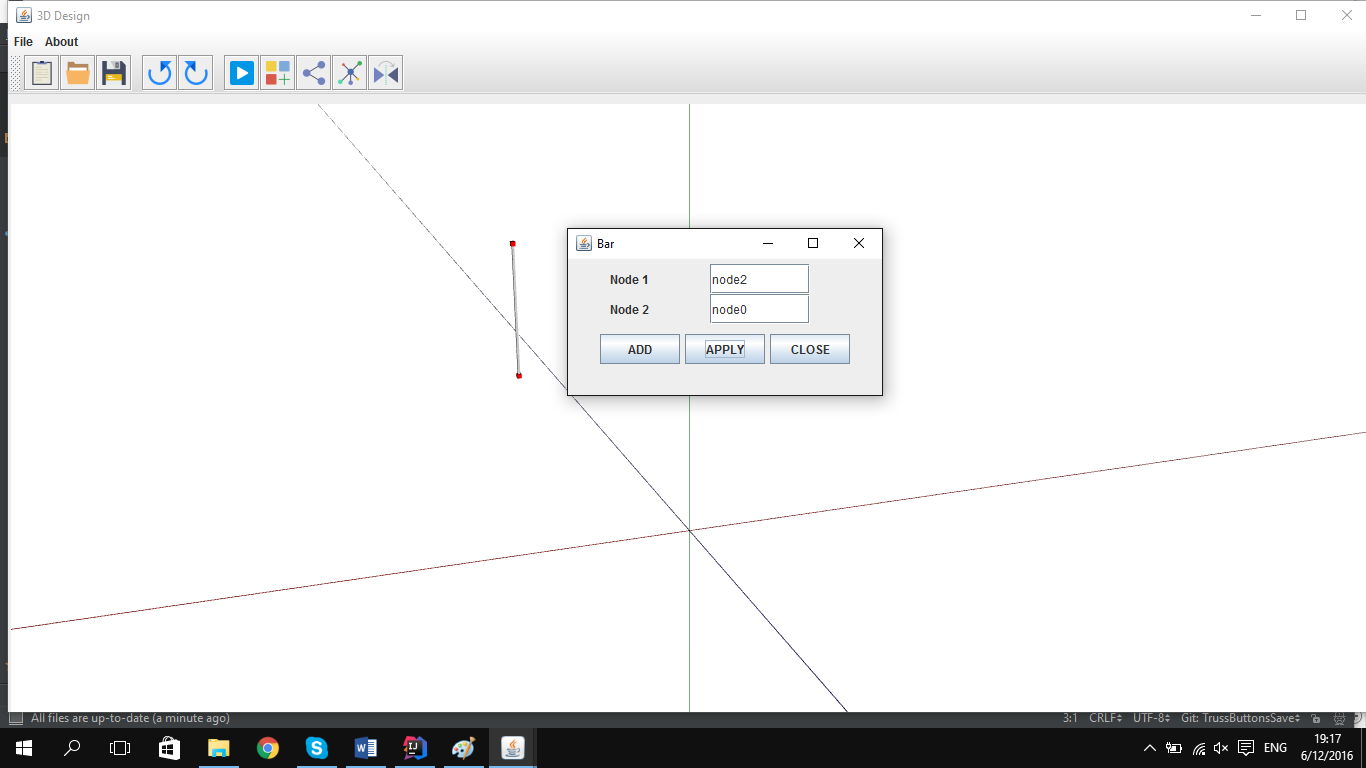 3D Design
File About
Bar
Node 1 node2
Node 2 node0
ADD APPLY CLOSE
All files are up-to-date (a minute ago) 3:1 CRLF UTF-8 Git: TrussButtonsSave
ENG 19:17
6/12/2016